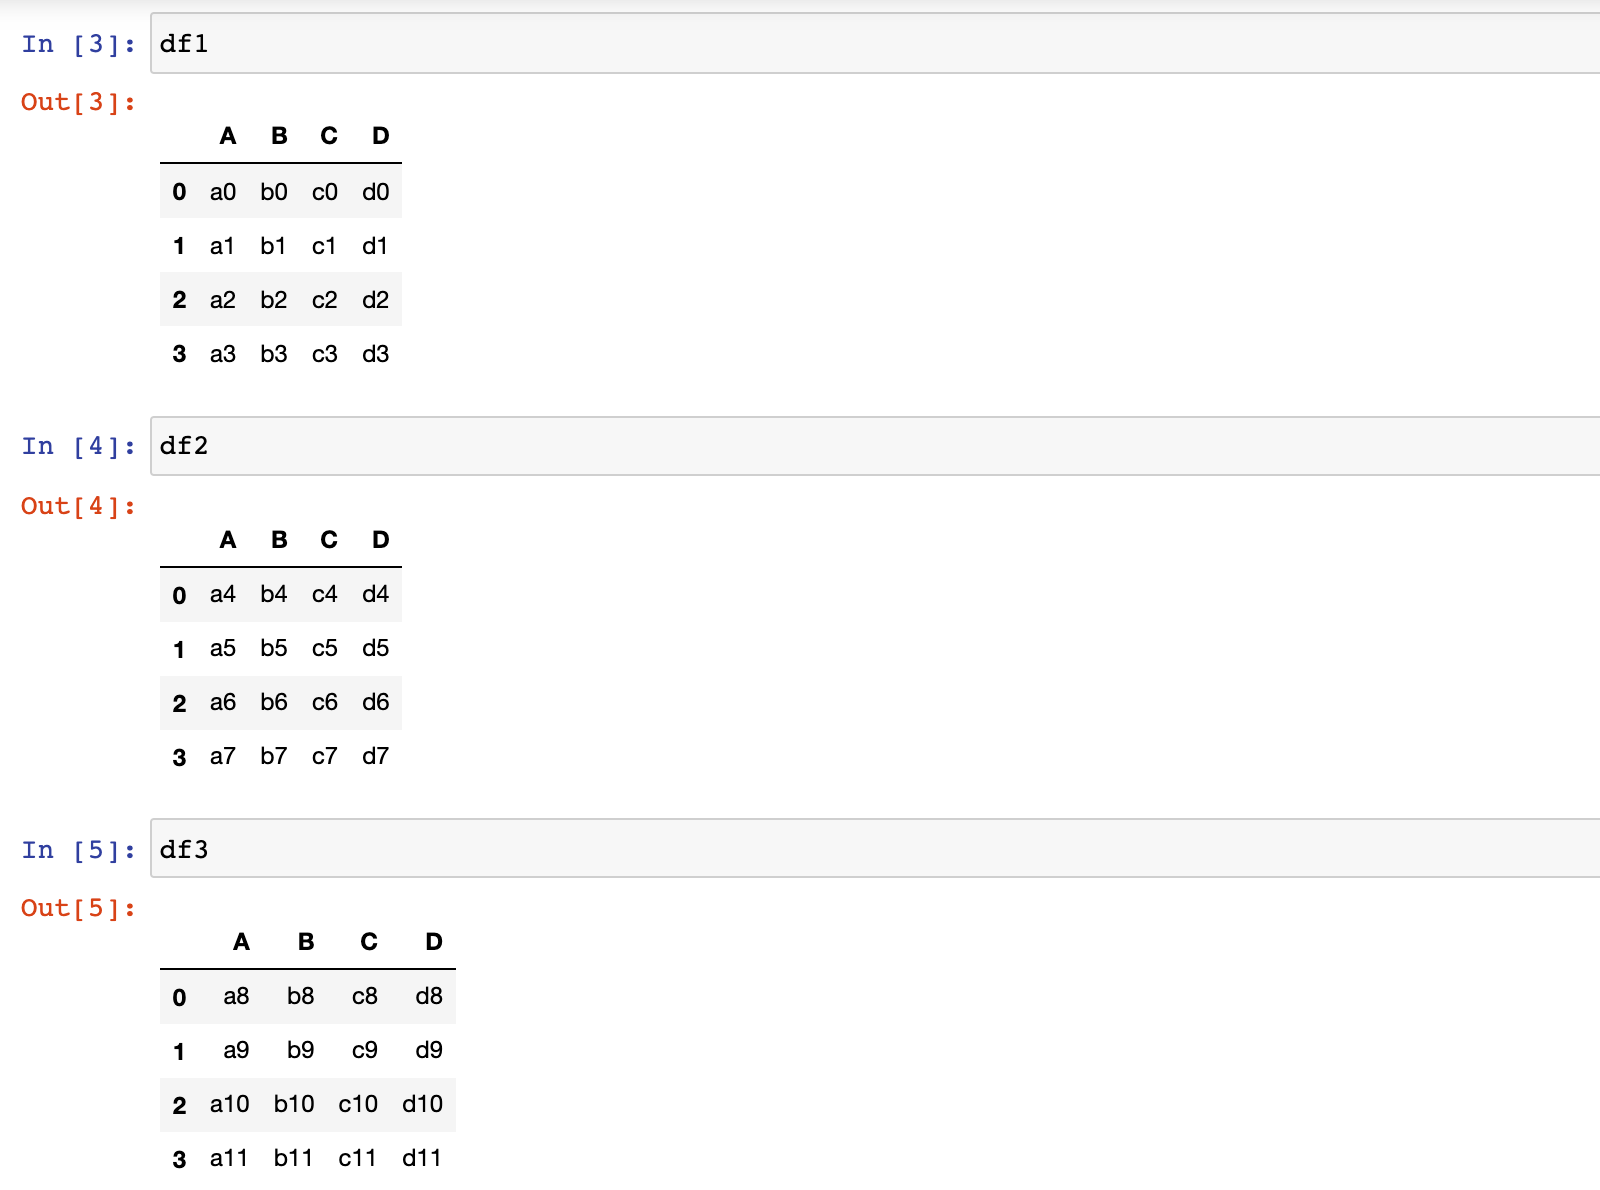 In [3]: df1
Out[3]:
A B C D
0 a0 b0 c0 d0
1 a1 b1 c1 d1
2 a2 b2 c2 d2
3 a3 b3 c3 d3
In [4]: df2
Out[4]:
A B C D
0 a4 b4 c4 d4
1 a5 b5 c5 d5
2 a6 b6 c6 d6
3 a7 b7 c7 d7
In [5]: df3
Out[5]:
A B C D
0 a8 b8 c8 d8
1 a9 b9 c9 d9
2 a10 b10 c10 d10
3 a11 b11 c11 d11